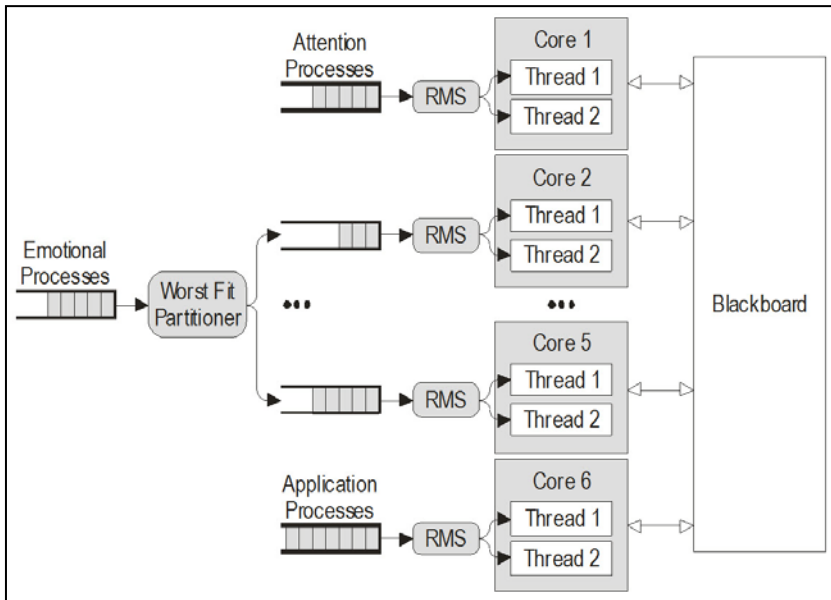 Attention
Processes
RMS
Core 1
Thread 1
Thread 2
Emotional
Processes
Worst Fit
Partitioner
RMS
Core 2
Thread 1
Thread 2
Blackboard
RMS
Core 5
Thread 1
Thread 2
Application
Processes
RMS
Core 6
Thread 1
Thread 2